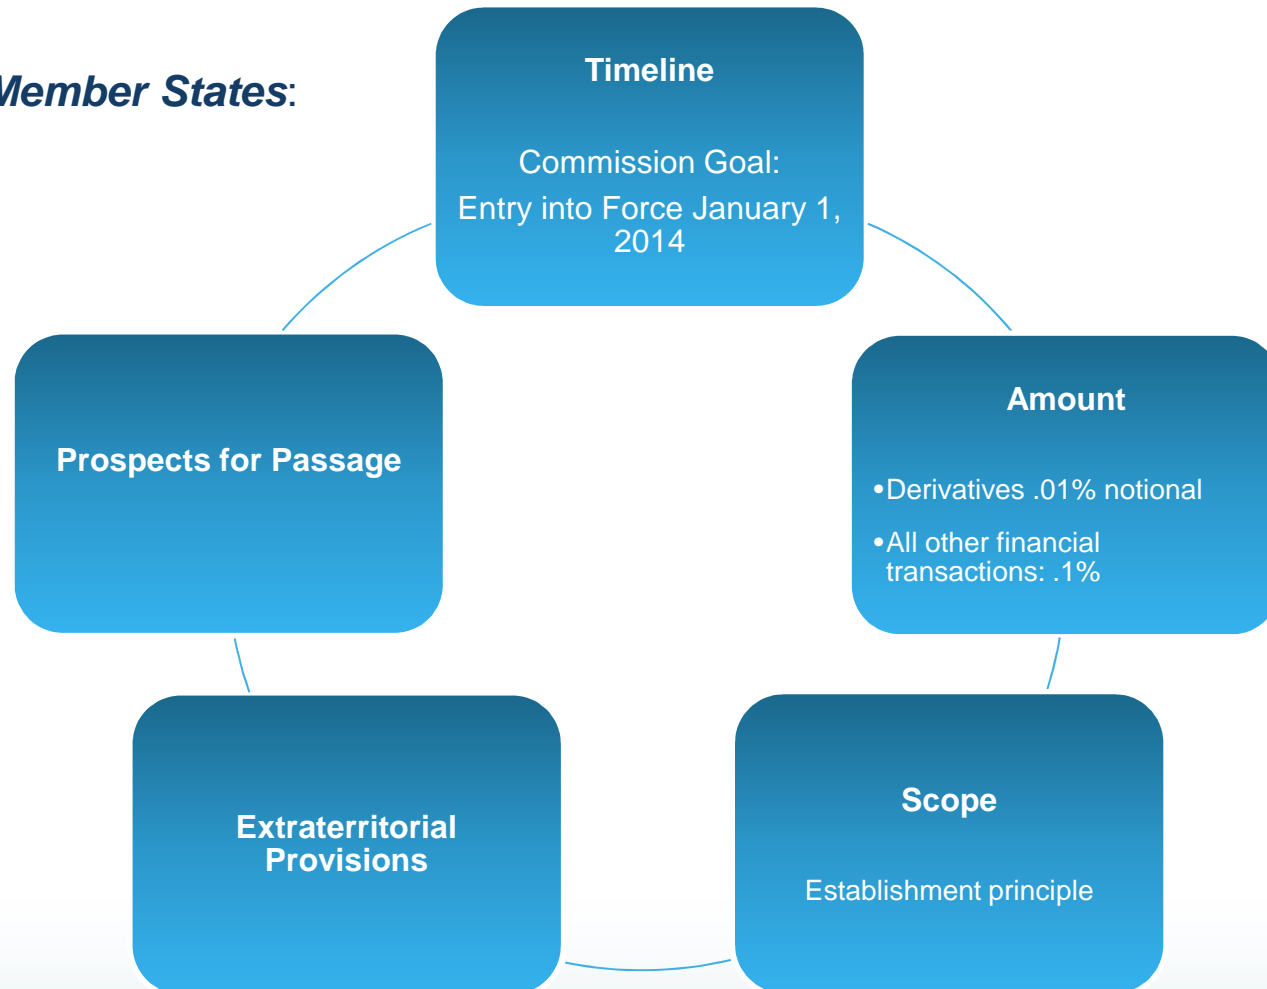 Member States:
Timeline
Commission Goal:
Entry into Force January 1,
2014
Prospects for Passage
Amount
•Derivatives .01% notional
•All other financial
transactions: .1%
Extraterritorial
Provisions
Scope
Establishment principle